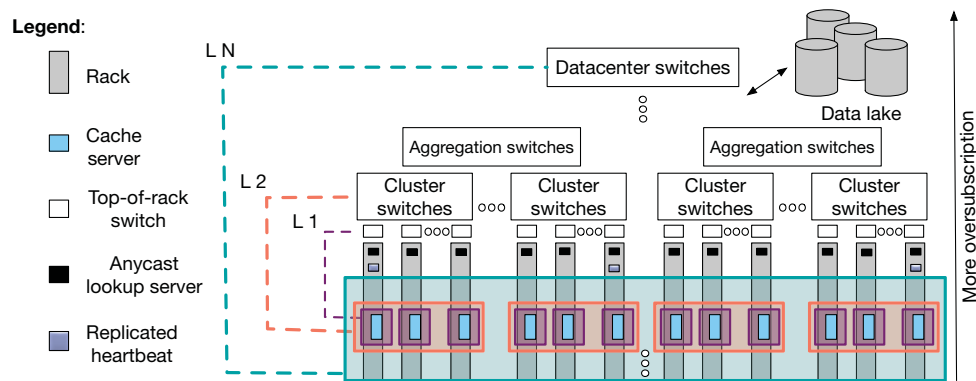 Legend:
Rack
Cache
server
Top-of-rack
switch
Anycast
lookup server
Replicated
heartbeat
L N
L 2
L 1
Datacenter switches
Data lake
Aggregation switches
Aggregation switches
Cluster
switches
Cluster
switches
Cluster
switches
Cluster
switches
More oversubscription